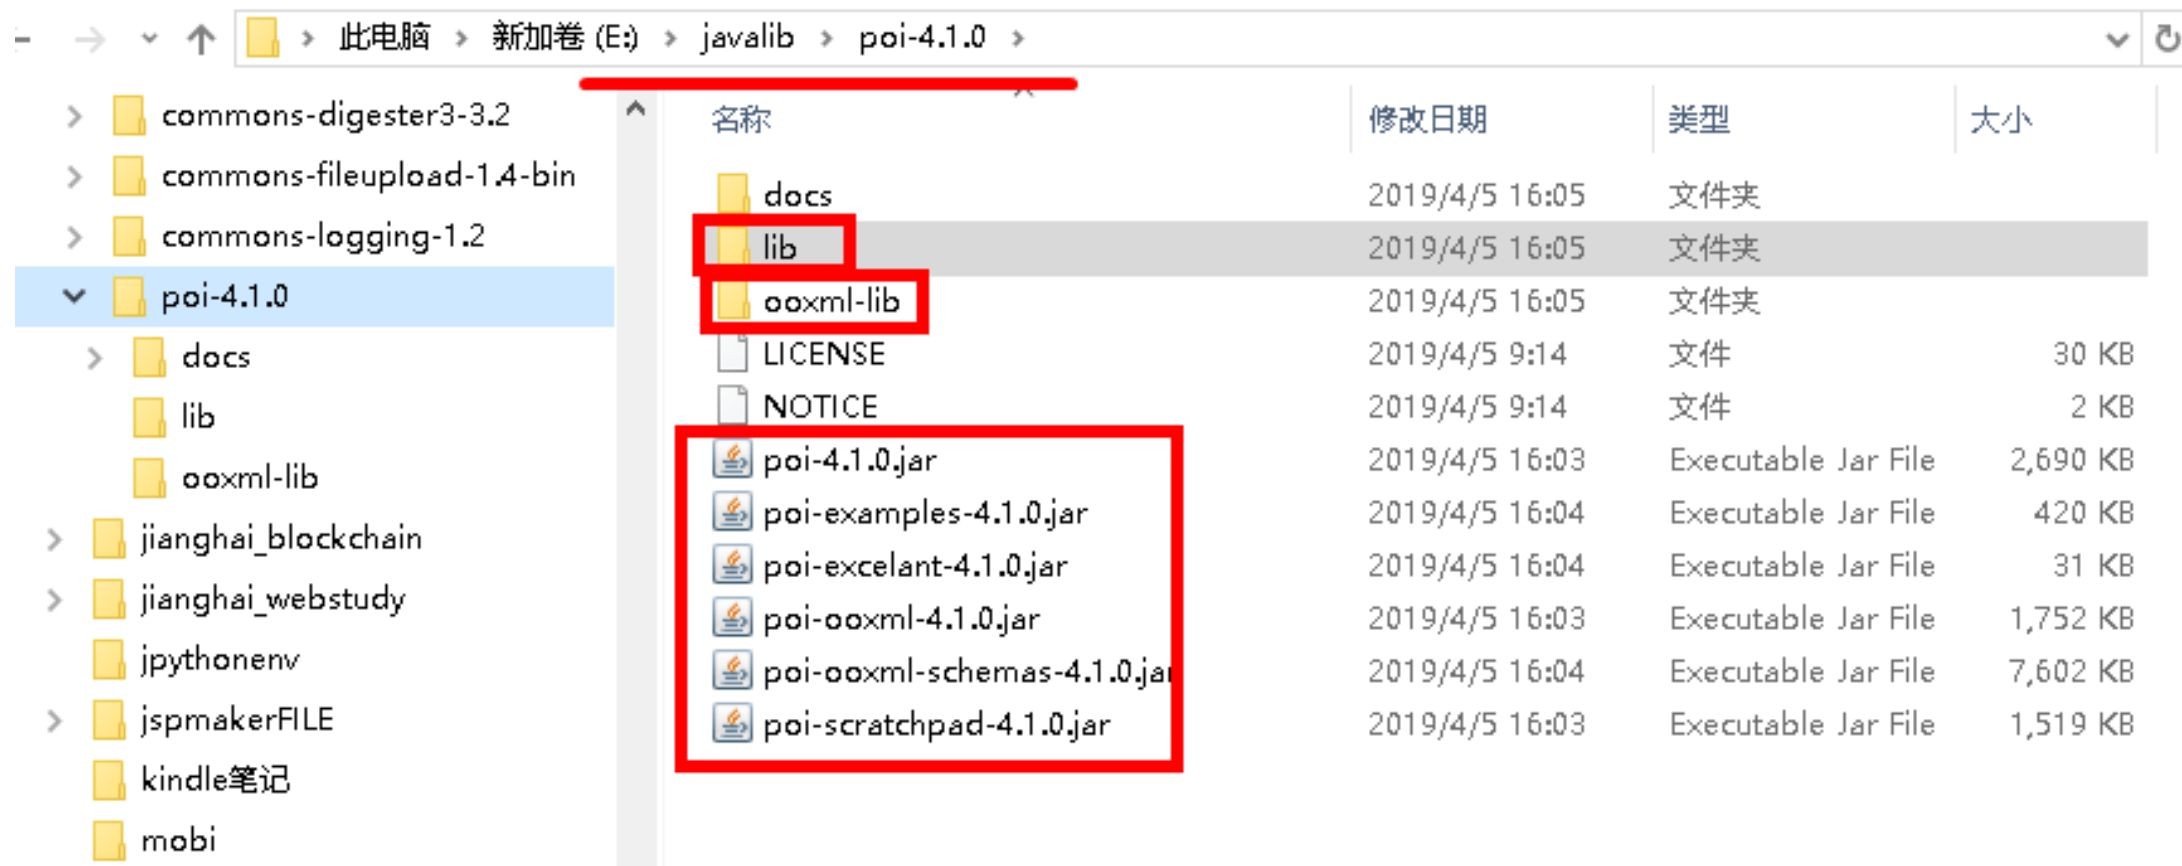 此电脑 > 新加卷 (E:) > javalib > poi-4.1.0 >
commons-digester3-3.2
commons-fileupload-1.4-bin
commons-logging-1.2
poi-4.1.0
docs
lib
ooxml-lib
jianghai_blockchain
jianghai_webstudy
jpythonenv
jspmakerFILE
kindle笔记
mobi
名称 修改日期 类型 大小
docs 2019/4/5 16:05 文件夹
lib 2019/4/5 16:05 文件夹
ooxml-lib 2019/4/5 16:05 文件夹
LICENSE 2019/4/5 9:14 文件 30 KB
NOTICE 2019/4/5 9:14 文件 2 KB
poi-4.1.0.jar 2019/4/5 16:03 Executable Jar File 2,690 KB
poi-examples-4.1.0.jar 2019/4/5 16:04 Executable Jar File 420 KB
poi-excelant-4.1.0.jar 2019/4/5 16:04 Executable Jar File 31 KB
poi-ooxml-4.1.0.jar 2019/4/5 16:03 Executable Jar File 1,752 KB
poi-ooxml-schemas-4.1.0.jar 2019/4/5 16:04 Executable Jar File 7,602 KB
poi-scratchpad-4.1.0.jar 2019/4/5 16:03 Executable Jar File 1,519 KB